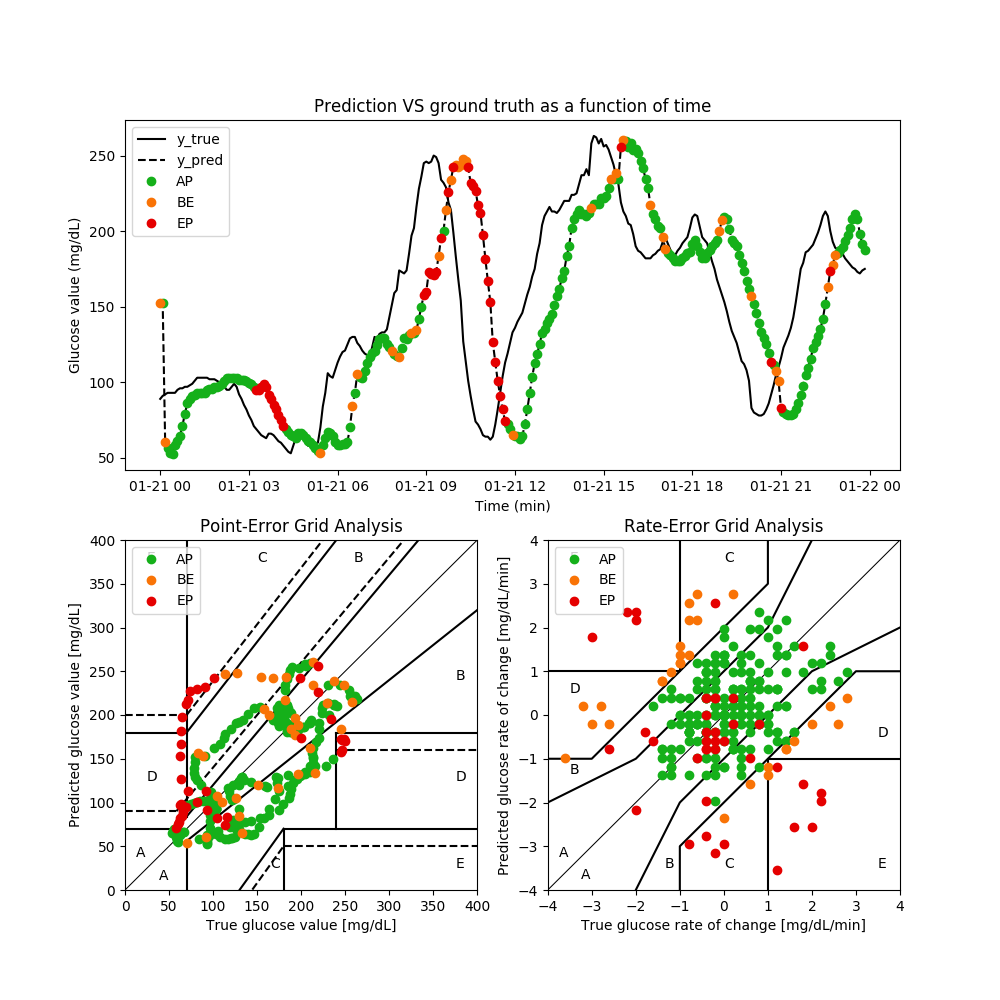 Prediction VS ground truth as a function of time
y_true
y_pred
AP
BE
EP
250
200
150
100
50
Glucose value (mg/dL)
01-21 00 01-21 03 01-21 06 01-21 09 01-21 12 01-21 15 01-21 18 01-21 21 01-22 00
Time (min)
Point-Error Grid Analysis
AP
BE
EP
C
B
B
D
D
A
A
C
E
400
350
300
250
200
150
100
50
0
Predicted glucose value [mg/dL]
0 50 100 150 200 250 300 350 400
True glucose value [mg/dL]
Rate-Error Grid Analysis
AP
BE
EP
C
D
D
B
A
A
B
C
E
4
3
2
1
0
−1
−2
−3
−4
Predicted glucose rate of change [mg/dL/min]
−4 −3 −2 −1 0 1 2 3 4
True glucose rate of change [mg/dL/min]